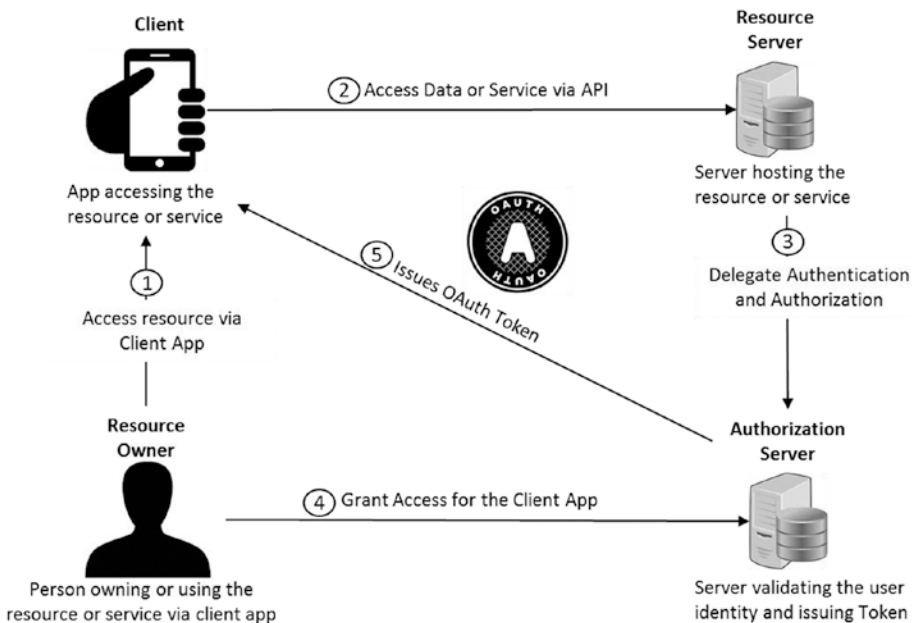 Client
Resource
Server
2 Access Data or Service via API
App accessing the
resource or service
Server hosting the
resource or service
OAUTH
A
OAUTH
1
Access resource via
Client App
5 Issues OAuth Token
3
Delegate Authentication
and Authorization
Resource
Owner
Authorization
Server
4 Grant Access for the Client App
Person owning or using the
resource or service via client app
Server validating the user
identity and issuing Token